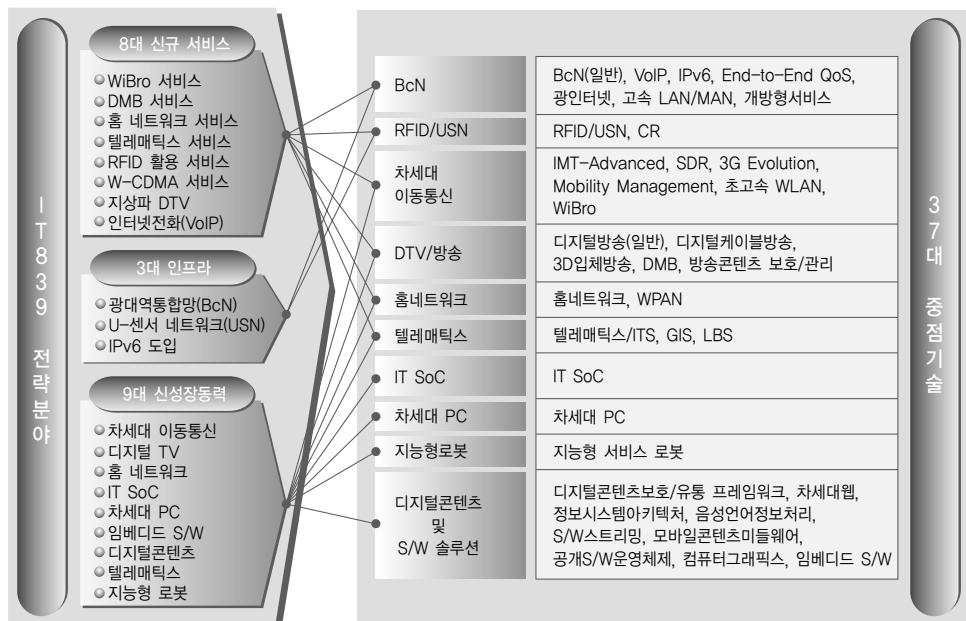 IT839 전략분야
8대 신규 서비스
WiBro 서비스
DMB 서비스
홈 네트워크 서비스
텔레매틱스 서비스
RFID 활용 서비스
W-CDMA 서비스
지상파 DTV
인터넷전화(VoIP)
3대 인프라
광대역통합망(BcN)
U-센서 네트워크(USN)
IPv6 도입
9대 신성장동력
차세대 이동통신
디지털 TV
홈 네트워크
IT SoC
차세대 PC
임베디드 S/W
디지털콘텐츠
텔레매틱스
지능형 로봇
BcN
BcN(일반), VoIP, IPv6, End-to-End QoS,
광인터넷, 고속 LAN/MAN, 개방형서비스
RFID/USN
RFID/USN, CR
차세대
이동통신
IMT-Advanced, SDR, 3G Evolution,
Mobility Management, 초고속 WLAN,
WiBro
DTV/방송
디지털방송(일반), 디지털케이블방송,
3D입체방송, DMB, 방송콘텐츠 보호/관리
홈네트워크
홈네트워크, WPAN
텔레매틱스
텔레매틱스/ITS, GIS, LBS
IT SoC
IT SoC
차세대 PC
차세대 PC
지능형로봇
지능형 서비스 로봇
디지털콘텐츠
및
S/W 솔루션
디지털콘텐츠보호/유통 프레임워크, 차세대웹,
정보시스템아키텍처, 음성언어정보처리,
S/W스트리밍, 모바일콘텐츠미들웨어,
공개S/W운영체제, 컴퓨터그래픽스, 임베디드 S/W
37대 중점기술